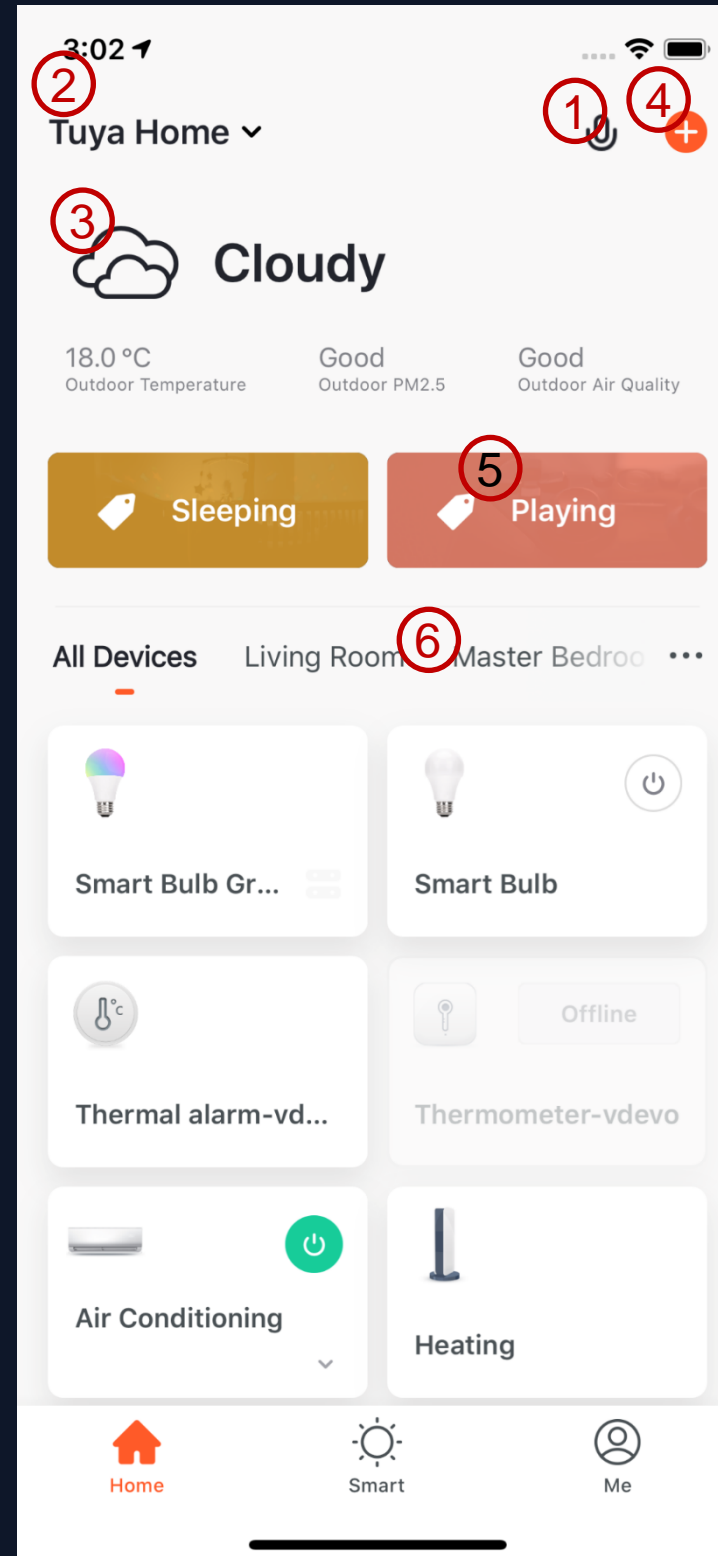 3:02
2
1
4
Tuya Home
3
Cloudy
18.0 °C Good Good
Outdoor Temperature Outdoor PM2.5 Outdoor Air Quality
5
Sleeping Playing
6
All Devices Living Room Master Bedroo ...
Smart Bulb Gr... Smart Bulb
°c Offline
Thermal alarm-vd... Thermometer-vdevo
Air Conditioning
Heating
Home Smart Me